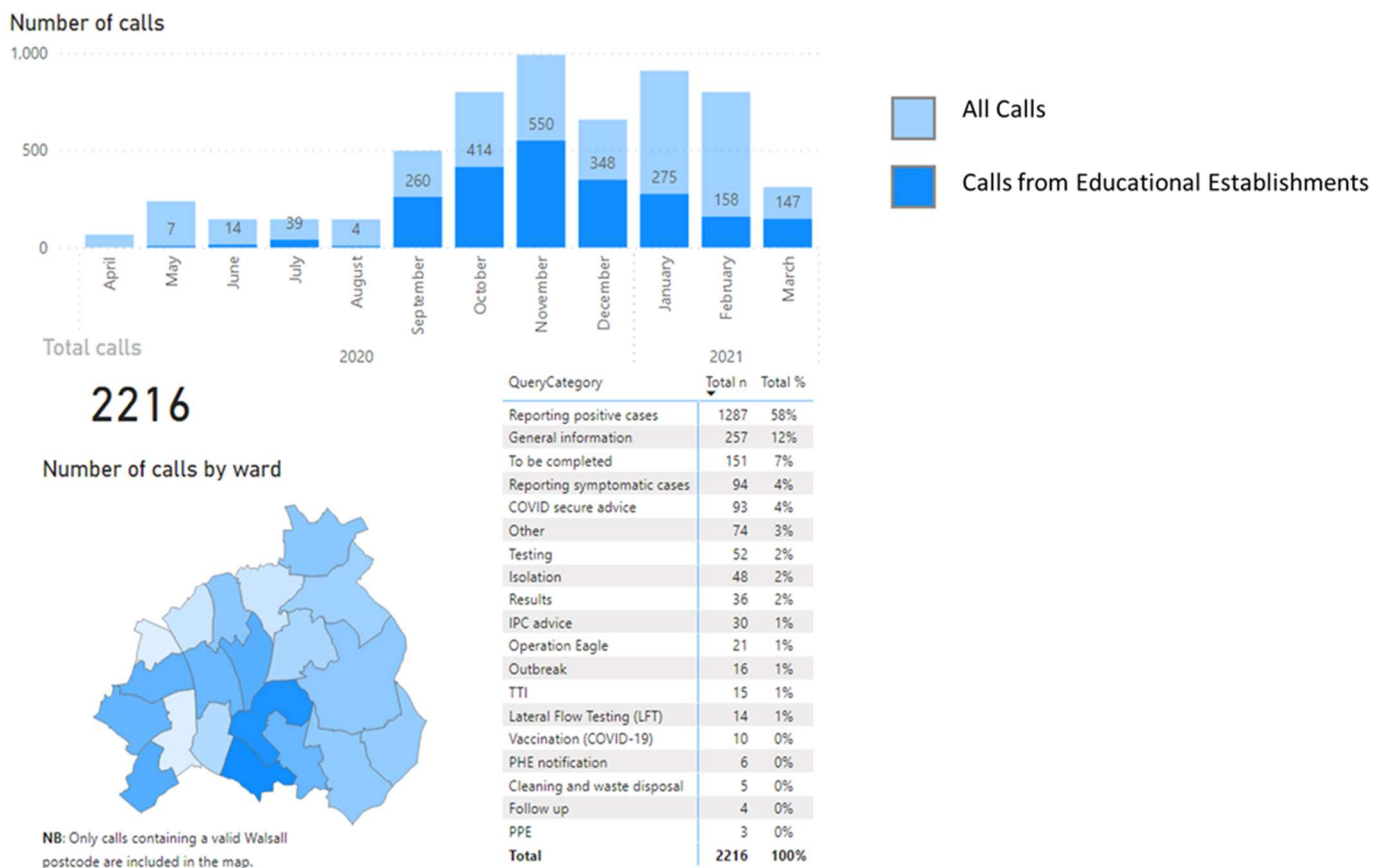 Number of calls
1,000
500
0
7
14
39
4
260
414
550
348
275
158
147
April
May
June
July
August
September
October
November
December
January
February
March
2020
2021
All Calls
Calls from Educational Establishments
Total calls
2216
Number of calls by ward
NB: Only calls containing a valid Walsall
postcode are included in the map.
QueryCategory Total n Total %
Reporting positive cases 1287 58%
General information 257 12%
To be completed 151 7%
Reporting symptomatic cases 94 4%
COVID secure advice 93 4%
Other 74 3%
Testing 52 2%
Isolation 48 2%
Results 36 2%
IPC advice 30 1%
Operation Eagle 21 1%
Outbreak 16 1%
TTI 15 1%
Lateral Flow Testing (LFT) 14 1%
Vaccination (COVID-19) 10 0%
PHE notification 6 0%
Cleaning and waste disposal 5 0%
Follow up 4 0%
PPE 3 0%
Total 2216 100%